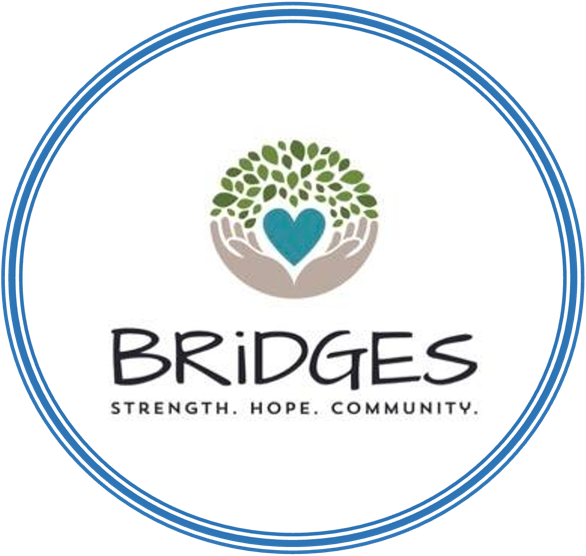 BRiDGES
STRENGTH. HOPE. COMMUNITY.